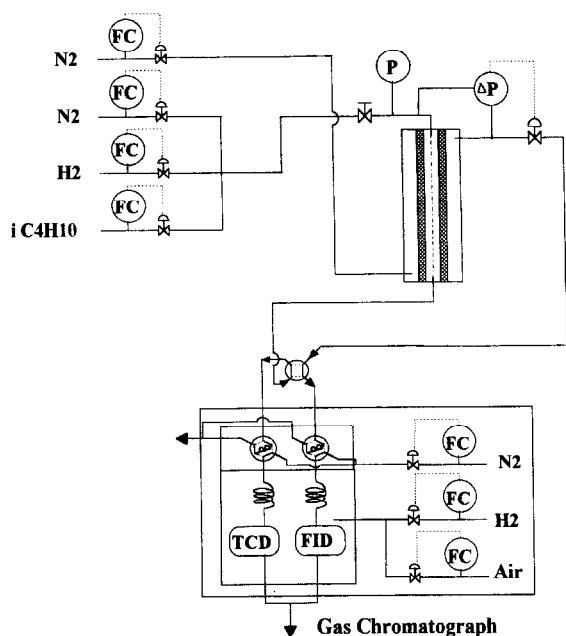 FC
N2
FC
N2
FC
H2
FC
i C4H10
P
ΔP
FC
N2
FC
H2
FC
Air
TCD
FID
Gas Chromatograph